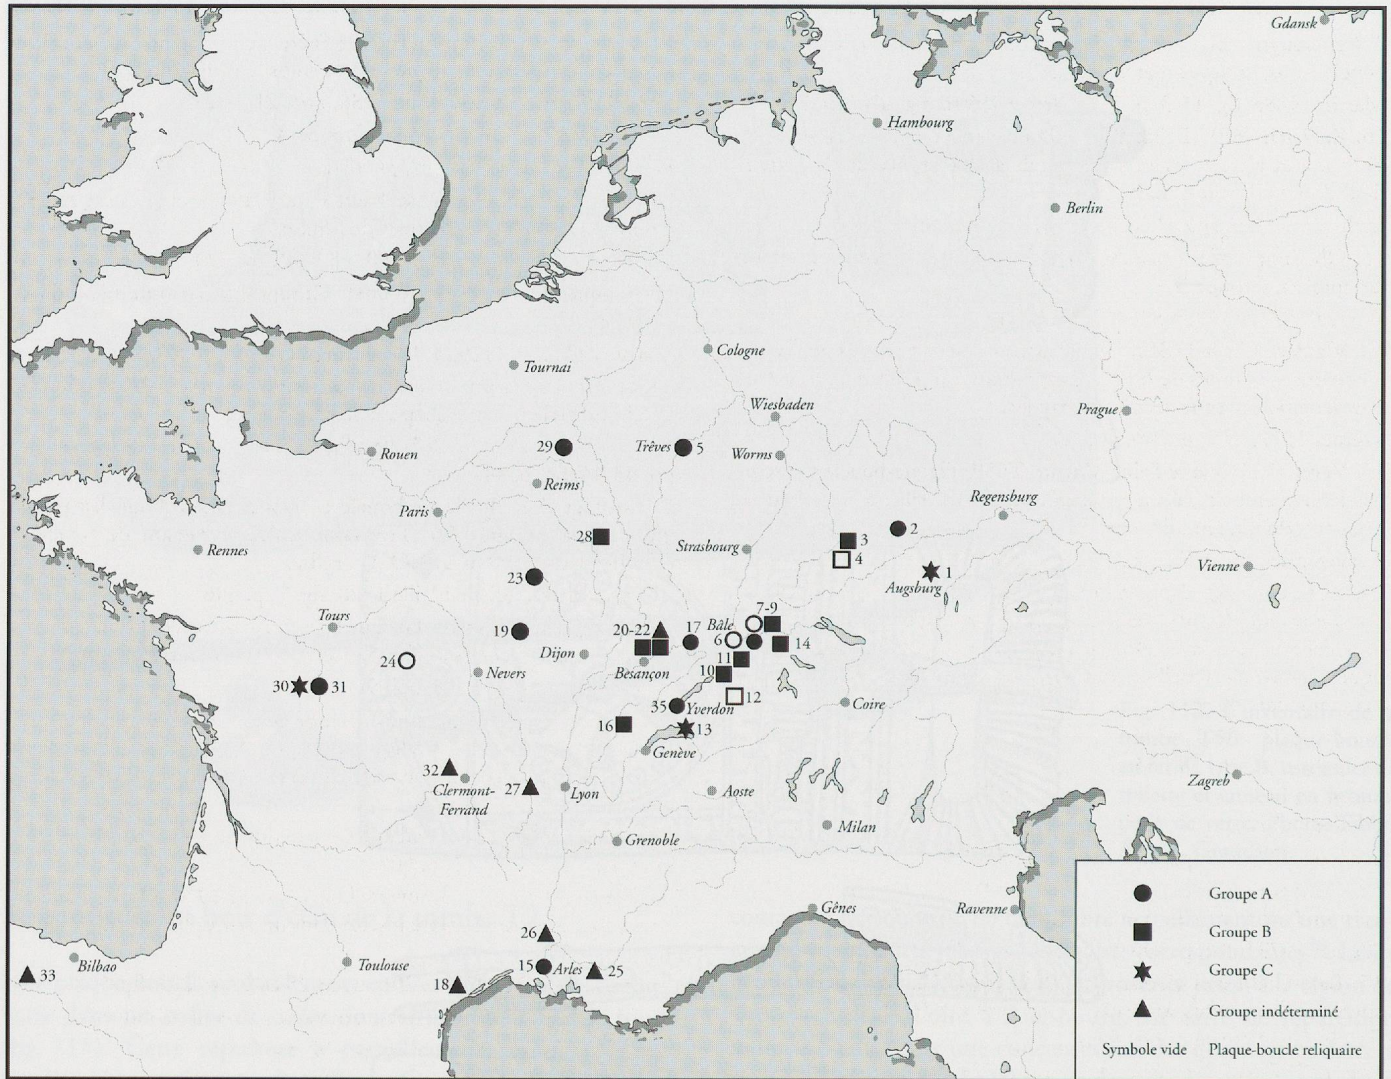 Gdansk
Hambourg
Berlin
Tournai
Cologne
Wiesbaden
Prague
Rouen
29
Trêves
5
Worms
Reims
Paris
Regensburg
28
2
3
Rennes
Strasbourg
4
Vienne
23
1
Augsburg
Tours
7-9
19
20-22
17
Bâle
6
14
Dijon
24
11
Nevers
Besançon
10
30
31
12
35
Yverdon
Coire
16
13
Genève
32
Clermont-
Ferrand
27
Lyon
Aoste
Zagreb
Milan
Grenoble
Gênes
Ravenne
26
Bilbao
Toulouse
15
Arles
25
33
18
Groupe A
Groupe B
Groupe C
Groupe indéterminé
Symbole vide Plaque-boucle reliquaire